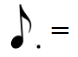 ♪. =